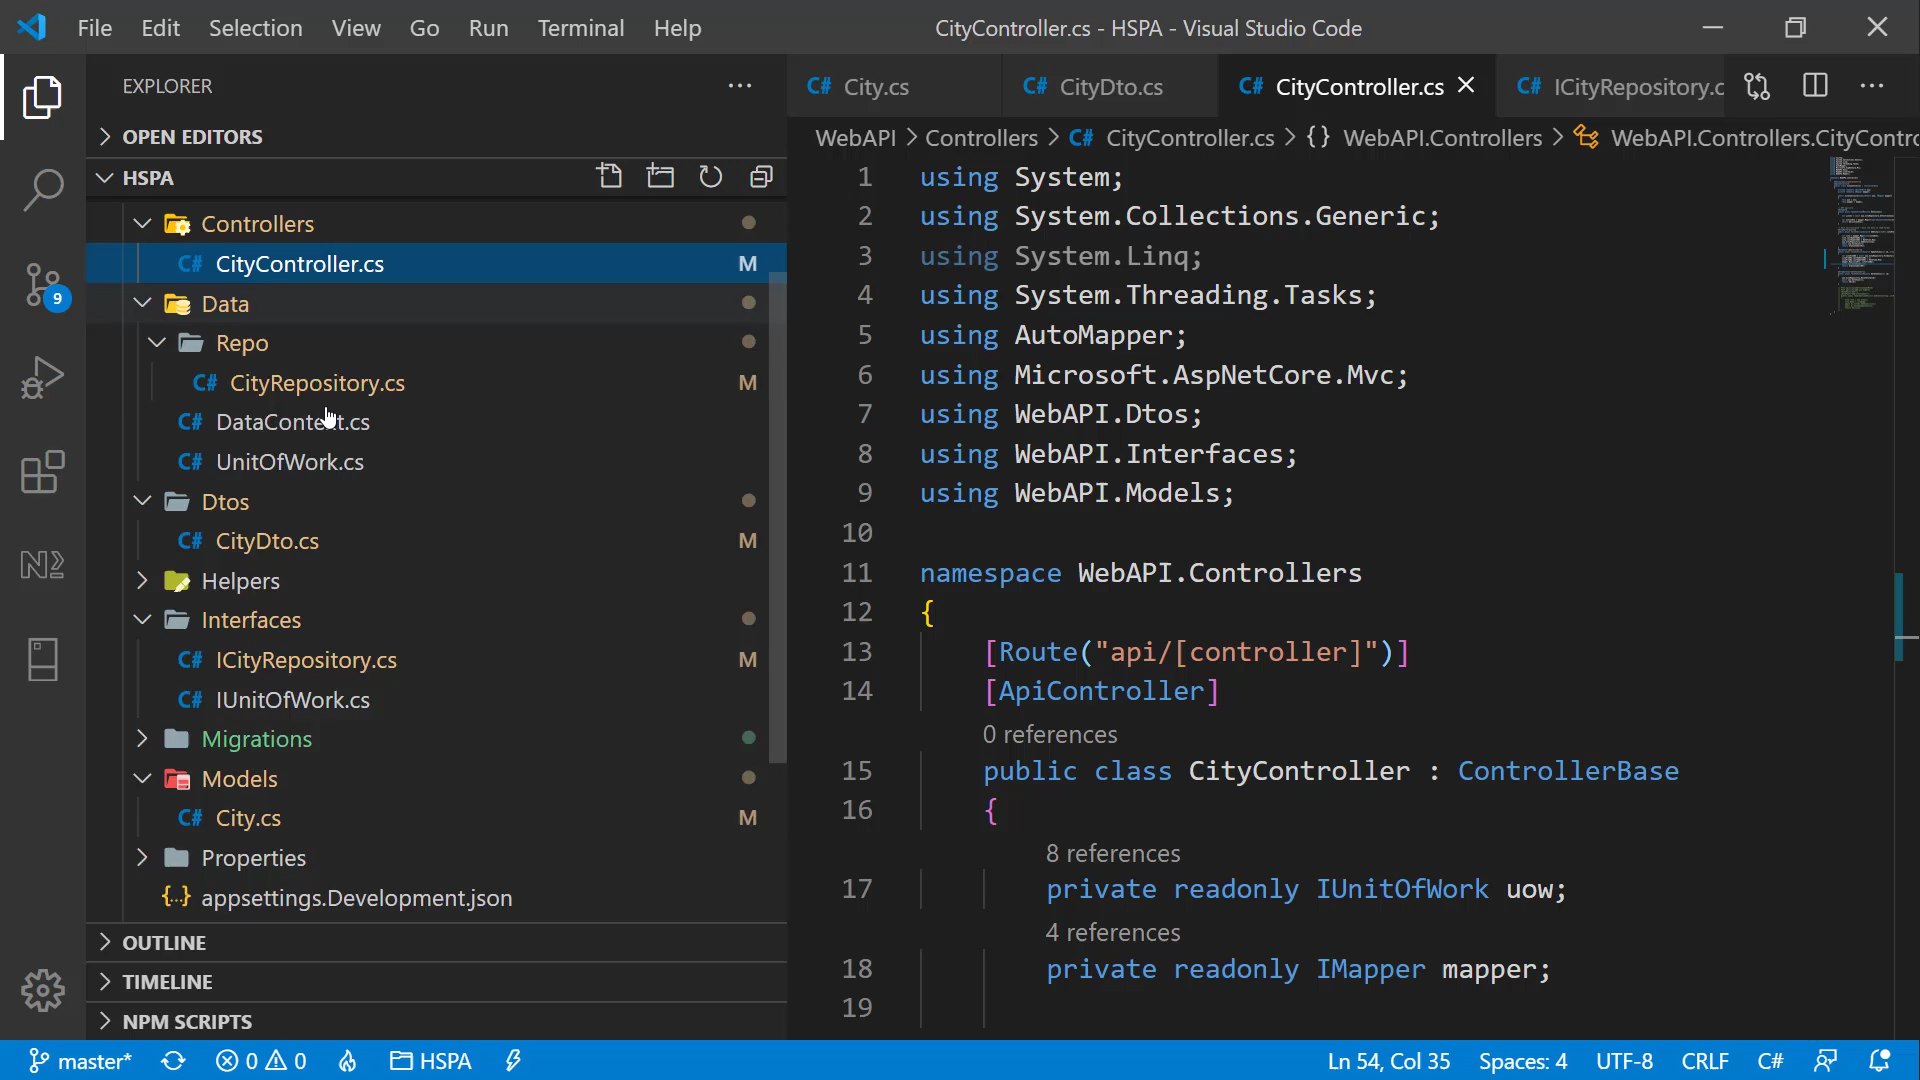 File Edit Selection View Go Run Terminal Help
CityController.cs - HSPA - Visual Studio Code
EXPLORER
OPEN EDITORS
HSPA
Controllers
C# CityController.cs M
Data
Repo
C# CityRepository.cs M
C# DataContext.cs
C# UnitOfWork.cs
Dtos
C# CityDto.cs M
Helpers
Interfaces
C# ICityRepository.cs M
C# IUnitOfWork.cs
Migrations
Models
C# City.cs M
Properties
{..} appsettings.Development.json
OUTLINE
TIMELINE
NPM SCRIPTS
9
C# City.cs
C# CityDto.cs
C# CityController.cs
C# ICityRepository.c
WebAPI > Controllers > C# CityController.cs > {} WebAPI.Controllers > WebAPI.Controllers.CityContro
1 using System;
2 using System.Collections.Generic;
3 using System.Linq;
4 using System.Threading.Tasks;
5 using AutoMapper;
6 using Microsoft.AspNetCore.Mvc;
7 using WebAPI.Dtos;
8 using WebAPI.Interfaces;
9 using WebAPI.Models;
10
11 namespace WebAPI.Controllers
12 {
13 [Route("api/[controller]")]
14 [ApiController]
0 references
15 public class CityController : ControllerBase
16 {
8 references
17 private readonly IUnitOfWork uow;
4 references
18 private readonly IMapper mapper;
19
master* 0 0 HSPA
Ln 54, Col 35 Spaces: 4 UTF-8 CRLF C#